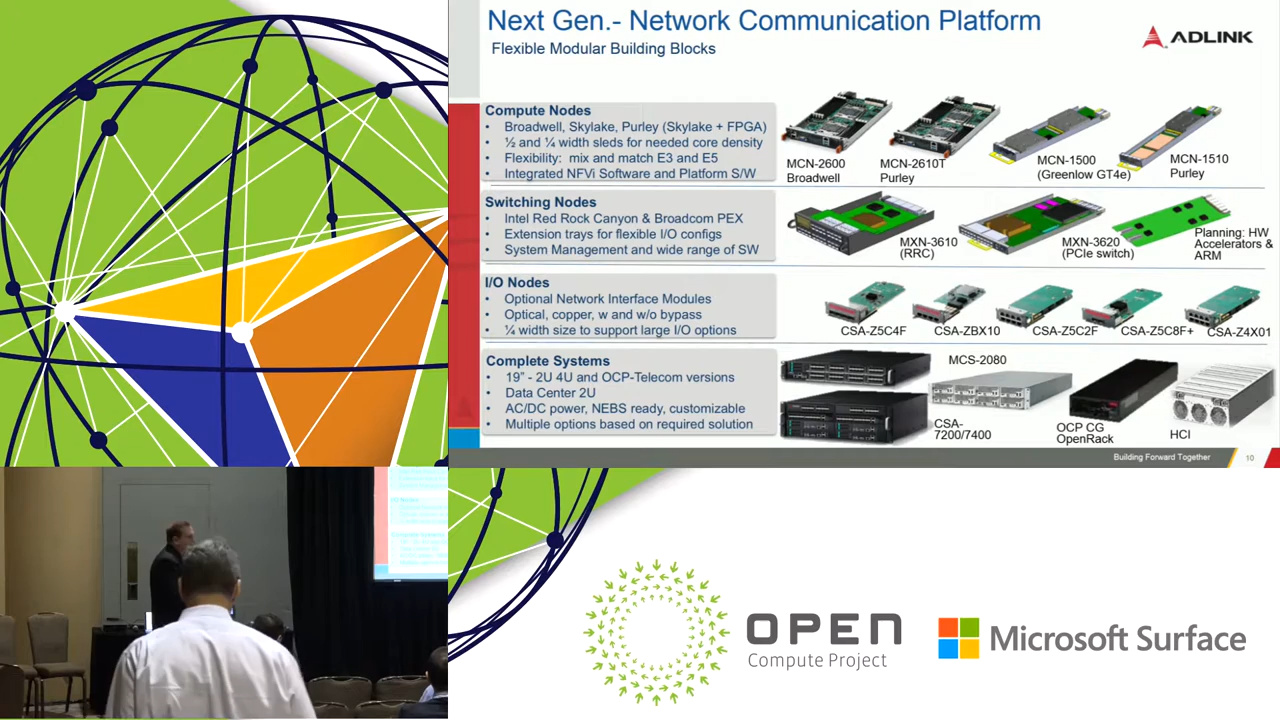 Next Gen.- Network Communication Platform
Flexible Modular Building Blocks
ADLINK
Compute Nodes
• Broadwell, Skylake, Purley (Skylake + FPGA)
• ½ and ¼ width sleds for needed core density
• Flexibility: mix and match E3 and E5
• Integrated NFVi Software and Platform S/W
MCN-2600
Broadwell
MCN-2610T
Purley
MCN-1500
(Greenlow GT4e)
MCN-1510
Purley
Switching Nodes
• Intel Red Rock Canyon & Broadcom PEX
• Extension trays for flexible I/O configs
• System Management and wide range of SW
MXN-3610
(RRC)
MXN-3620
(PCIe switch)
Planning: HW
Accelerators &
ARM
I/O Nodes
• Optional Network Interface Modules
• Optical, copper, w and w/o bypass
• ¼ width size to support large I/O options
CSA-Z5C4F
CSA-ZBX10
CSA-Z5C2F
CSA-Z5C8F+
CSA-Z4X01
Complete Systems
• 19” - 2U 4U and OCP-Telecom versions
• Data Center 2U
• AC/DC power, NEBS ready, customizable
• Multiple options based on required solution
MCS-2080
CSA-
7200/7400
OCP CG
OpenRack
HCI
Building Forward Together
10
OPEN
Compute Project
Microsoft Surface